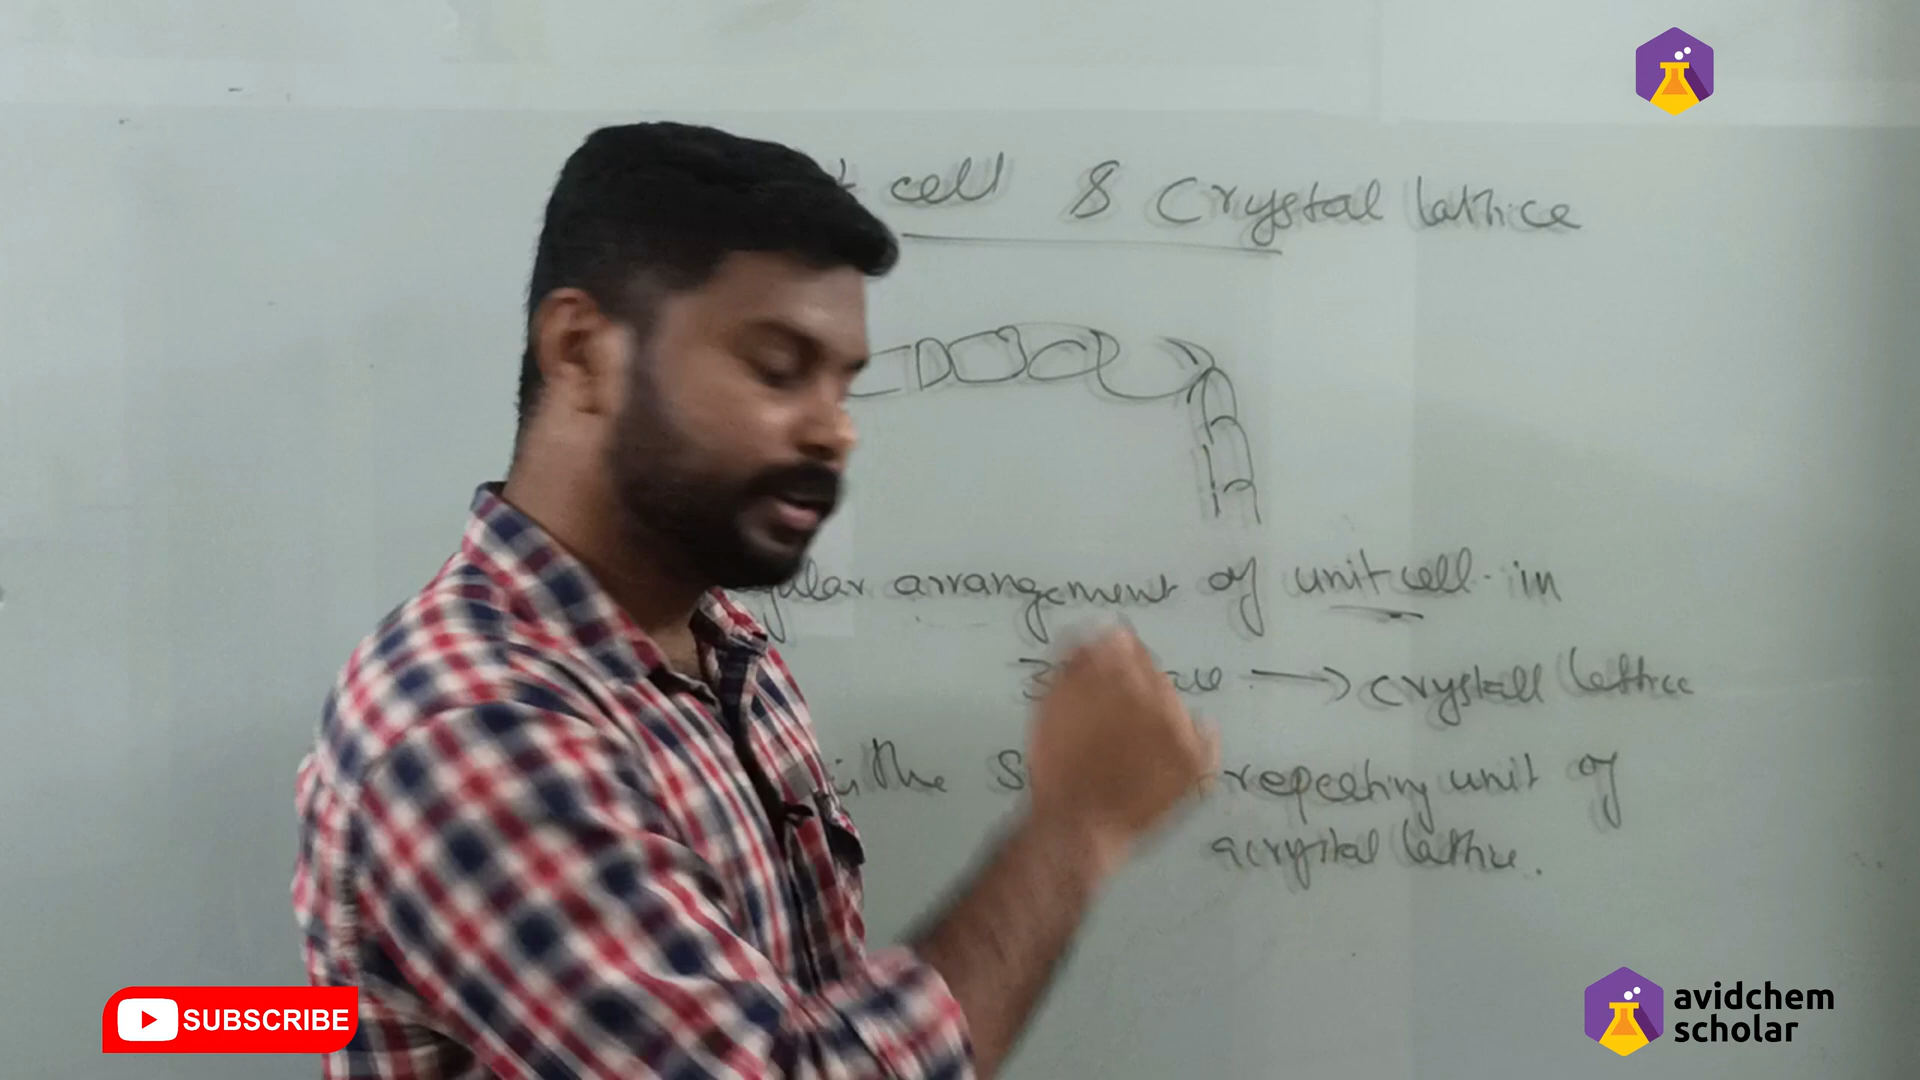 cell & Crystal lattice
arrangement of unit cell in
crystall lattice
is the repeating unit of
a crystal lattice.
SUBSCRIBE
avidchem
scholar